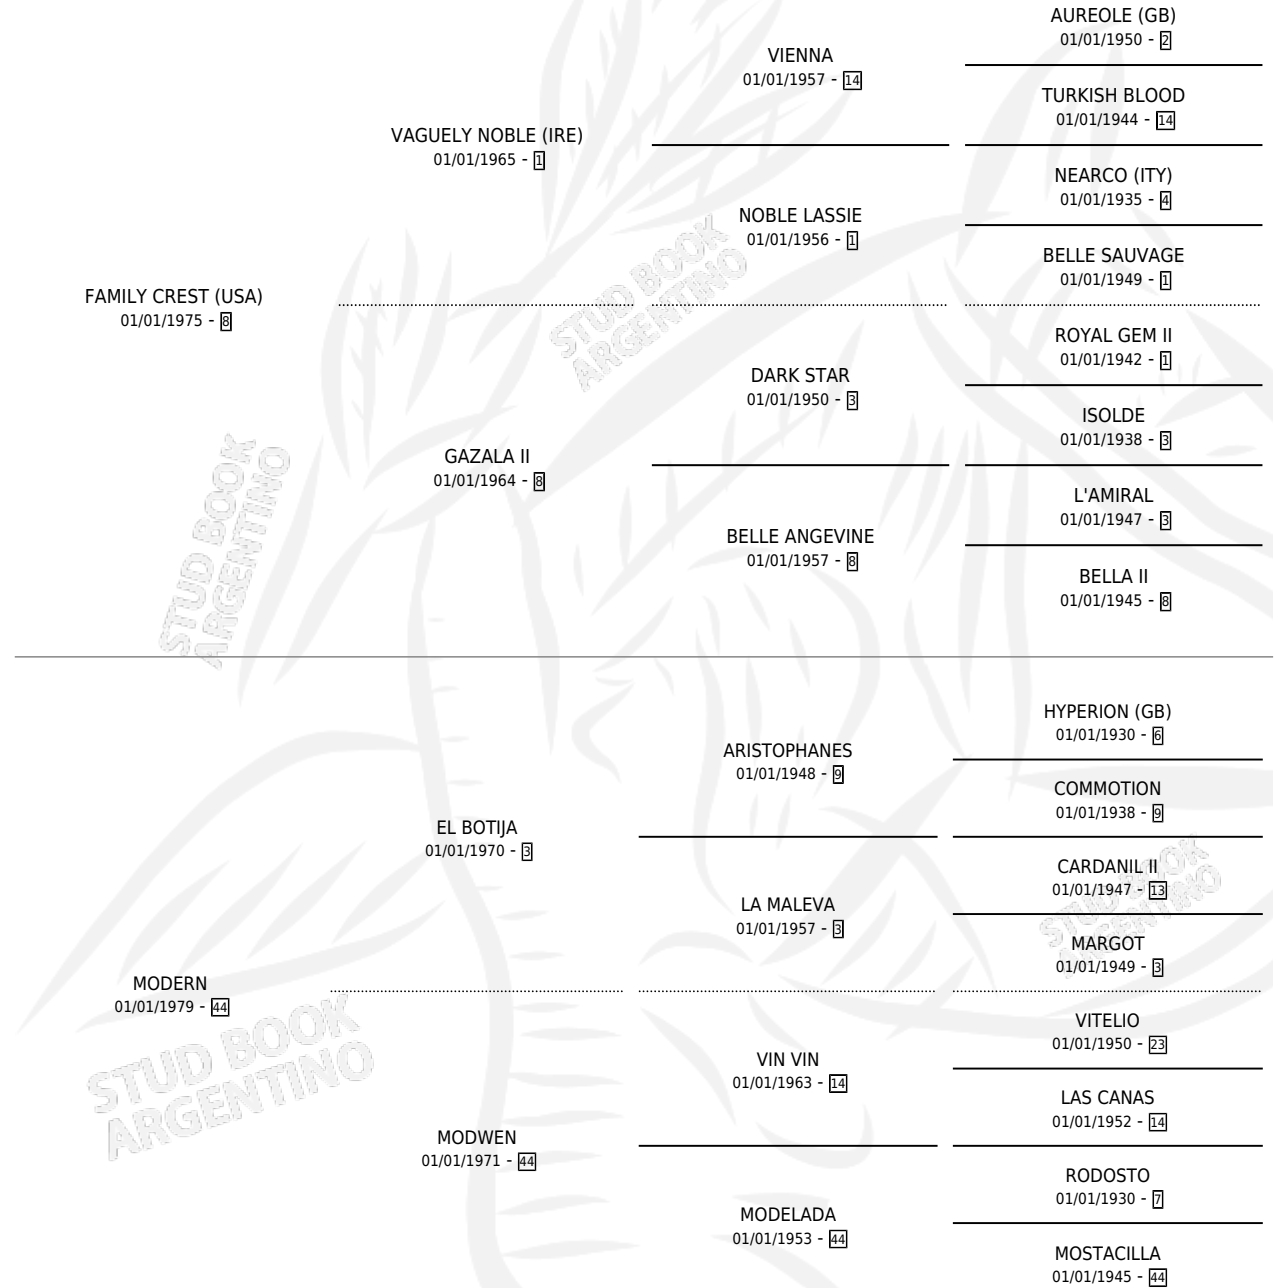 AUREOLE (GB)
01/01/1950 - 2
VIENNA
01/01/1957 - 14
TURKISH BLOOD
01/01/1944 - 14
VAGUELY NOBLE (IRE)
01/01/1965 - 1
NEARCO (ITY)
01/01/1935 - 4
NOBLE LASSIE
01/01/1956 - 1
BELLE SAUVAGE
01/01/1949 - 1
FAMILY CREST (USA)
01/01/1975 - 8
STUD BOOK
ARGENTINO
ROYAL GEM II
01/01/1942 - 1
DARK STAR
01/01/1950 - 3
ISOLDE
01/01/1938 - 3
GAZALA II
01/01/1964 - 8
L'AMIRAL
01/01/1947 - 3
BELLE ANGEVINE
01/01/1957 - 8
BELLA II
01/01/1945 - 8
STUD BOOK
ARGENTINO
HYPERION (GB)
01/01/1930 - 6
ARISTOPHANES
01/01/1948 - 9
COMMOTION
01/01/1938 - 9
EL BOTIJA
01/01/1970 - 3
CARDANIL II
01/01/1947 - 13
LA MALEVA
01/01/1957 - 3
MARGOT
01/01/1949 - 3
STUD BOOK
ARGENTINO
MODERN
01/01/1979 - 44
VITELIO
01/01/1950 - 23
VIN VIN
01/01/1963 - 14
LAS CANAS
01/01/1952 - 14
STUD BOOK
ARGENTINO
MODWEN
01/01/1971 - 44
RODOSTO
01/01/1930 - 7
MODELADA
01/01/1953 - 44
MOSTACILLA
01/01/1945 - 44